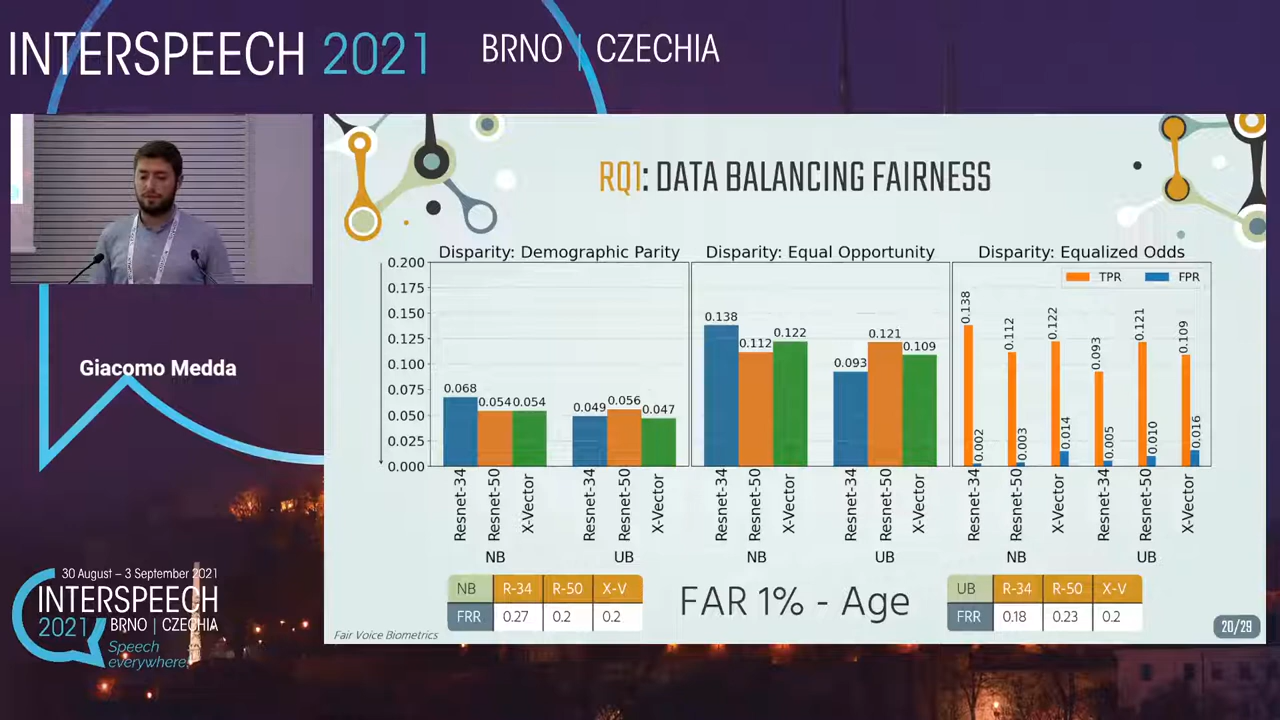 INTERSPEECH 2021 BRNO | CZECHIA
Giacomo Medda
30 August – 3 September 2021
INTERSPEECH
2021 BRNO | CZECHIA
Speech
everywhere!
RQ1: DATA BALANCING FAIRNESS
Disparity: Demographic Parity
0.200
0.175
0.150
0.125
0.100
0.075
0.050
0.025
0.000
0.068
0.054
0.054
0.049
0.056
0.047
Resnet-34
Resnet-50
X-Vector
Resnet-34
Resnet-50
X-Vector
NB
UB
Disparity: Equal Opportunity
0.138
0.112
0.122
0.093
0.121
0.109
Resnet-34
Resnet-50
X-Vector
Resnet-34
Resnet-50
X-Vector
NB
UB
Disparity: Equalized Odds
TPR FPR
0.138
0.002
0.112
0.003
0.122
0.014
0.093
0.005
0.121
0.010
0.109
0.016
Resnet-34
Resnet-50
X-Vector
Resnet-34
Resnet-50
X-Vector
NB
UB
NB R-34 R-50 X-V
FRR 0.27 0.2 0.2
FAR 1% - Age
UB R-34 R-50 X-V
FRR 0.18 0.23 0.2
Fair Voice Biometrics
20/29